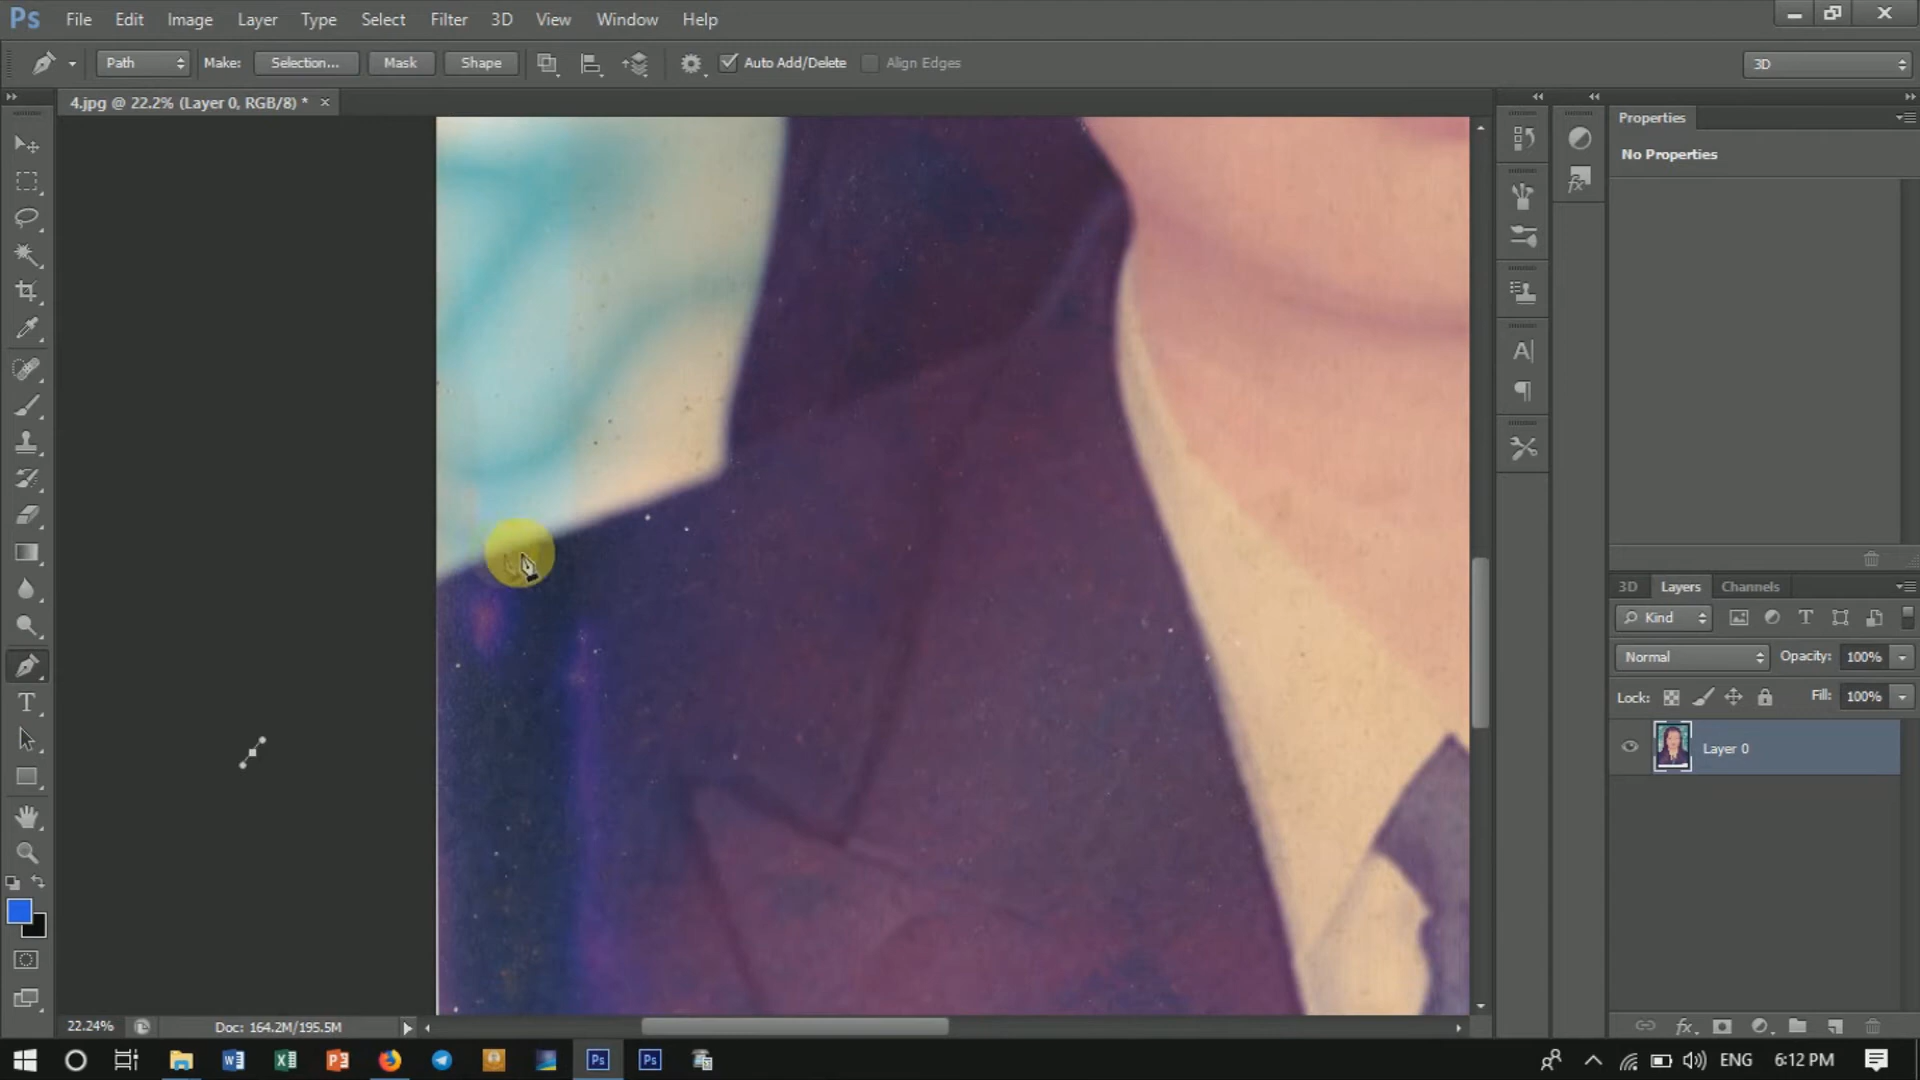 Ps File Edit Image Layer Type Select Filter 3D View Window Help
Path Make: Selection... Mask Shape Auto Add/Delete Align Edges 3D
4.jpg @ 22.2% (Layer 0, RGB/8) * ×
Properties
No Properties
3D Layers Channels
Kind
Normal Opacity: 100%
Lock: Fill: 100%
Layer 0
22.24% Doc: 164.2M/195.5M
ENG 6:12 PM